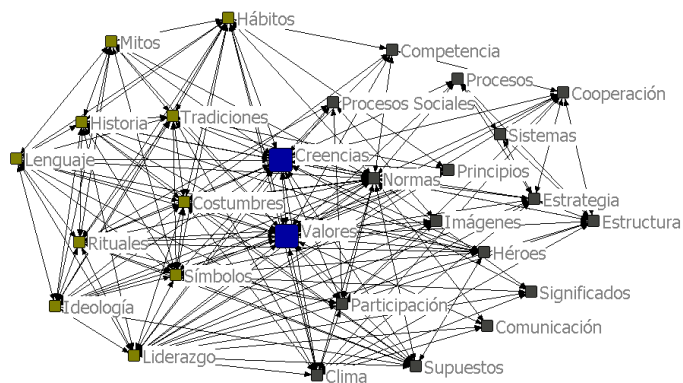 Hábitos
Mitos
Competencia
Procesos
Cooperación
Procesos Sociales
Tradiciones
Historia
Sistemas
Lenguaje
Creencias
Principios
Normas
Costumbres
Estrategia
Imágenes
Estructura
Valores
Rituales
Héroes
Símbolos
Significados
Participación
Ideología
Comunicación
Liderazgo
Supuestos
Clima